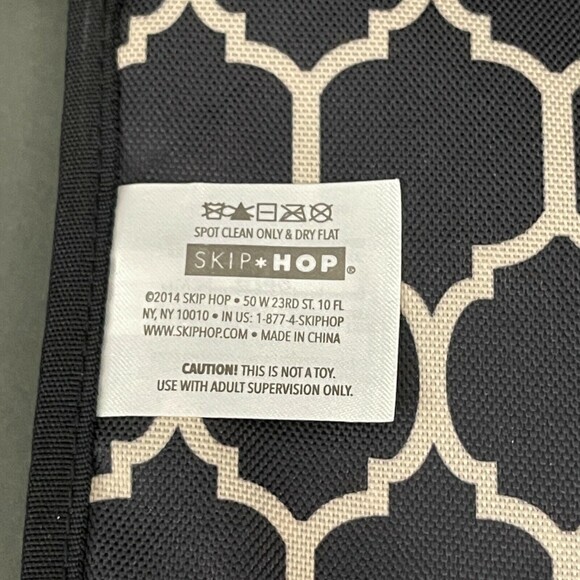 SPOT CLEAN ONLY & DRY FLAT
SKIP*HOP®
©2014 SKIP HOP • 50 W 23RD ST. 10 FL
NY, NY 10010 • IN US: 1-877-4-SKIPHOP
WWW.SKIPHOP.COM • MADE IN CHINA
CAUTION! THIS IS NOT A TOY.
USE WITH ADULT SUPERVISION ONLY.